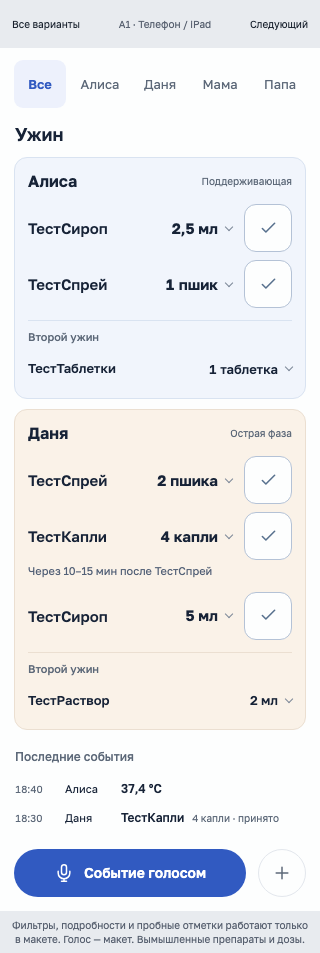 Все варианты А1 · Телефон / iPad Следующий
Все Алиса Даня Мама Папа
Ужин
Алиса Поддерживающая
ТестСироп 2,5 мл
ТестСпрей 1 пшик
Второй ужин
ТестТаблетки 1 таблетка
Даня Острая фаза
ТестСпрей 2 пшика
ТестКапли 4 капли
Через 10–15 мин после ТестСпрей
ТестСироп 5 мл
Второй ужин
ТестРаствор 2 мл
Последние события
18:40 Алиса 37,4 °C
18:30 Даня ТестКапли 4 капли · принято
Событие голосом
Фильтры, подробности и пробные отметки работают только
в макете. Голос — макет. Вымышленные препараты и дозы.